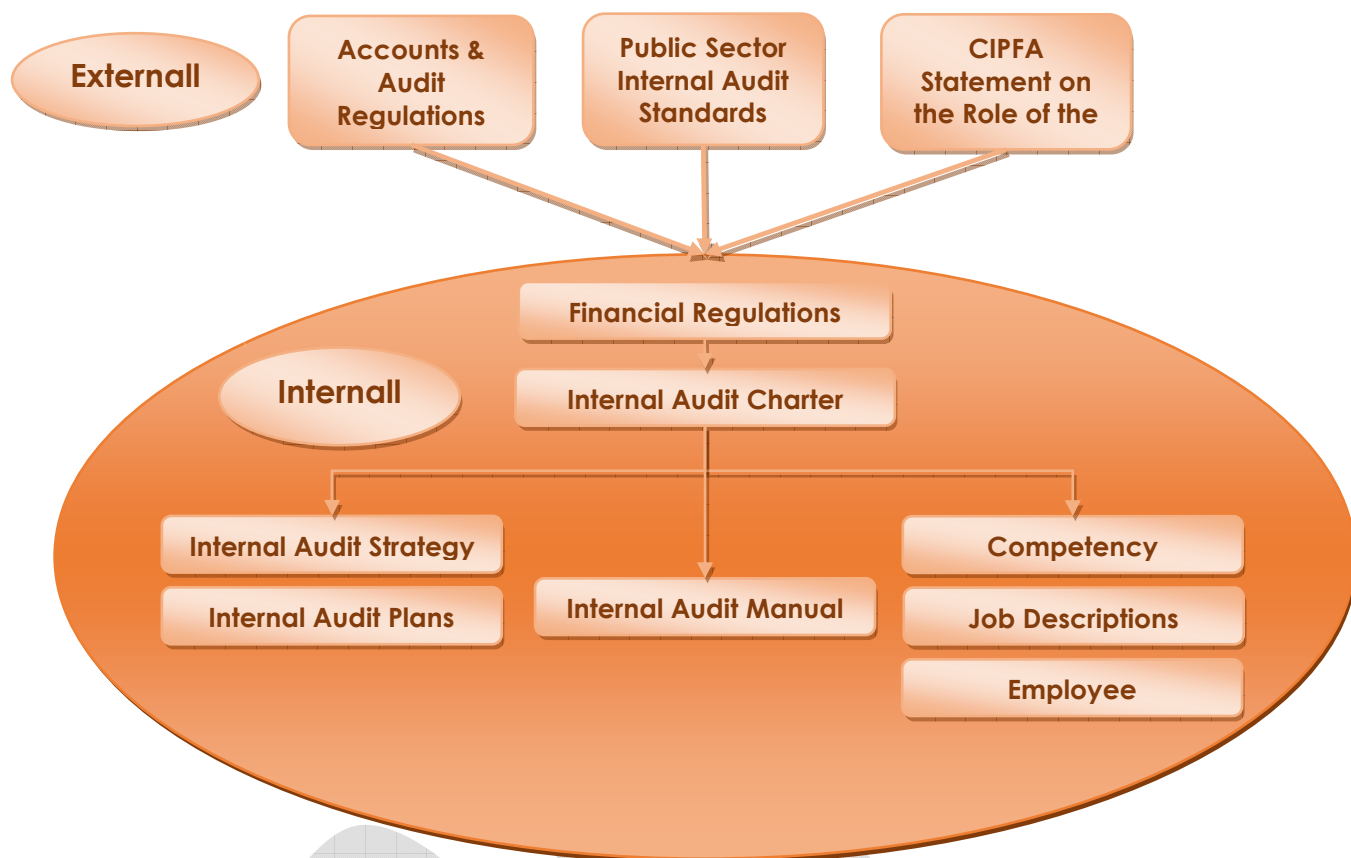 Externall
Accounts &
Audit
Regulations
Public Sector
Internal Audit
Standards
CIPFA
Statement on
the Role of the
Financial Regulations
Internall
Internal Audit Charter
Internal Audit Strategy
Internal Audit Plans
Internal Audit Manual
Competency
Job Descriptions
Employee